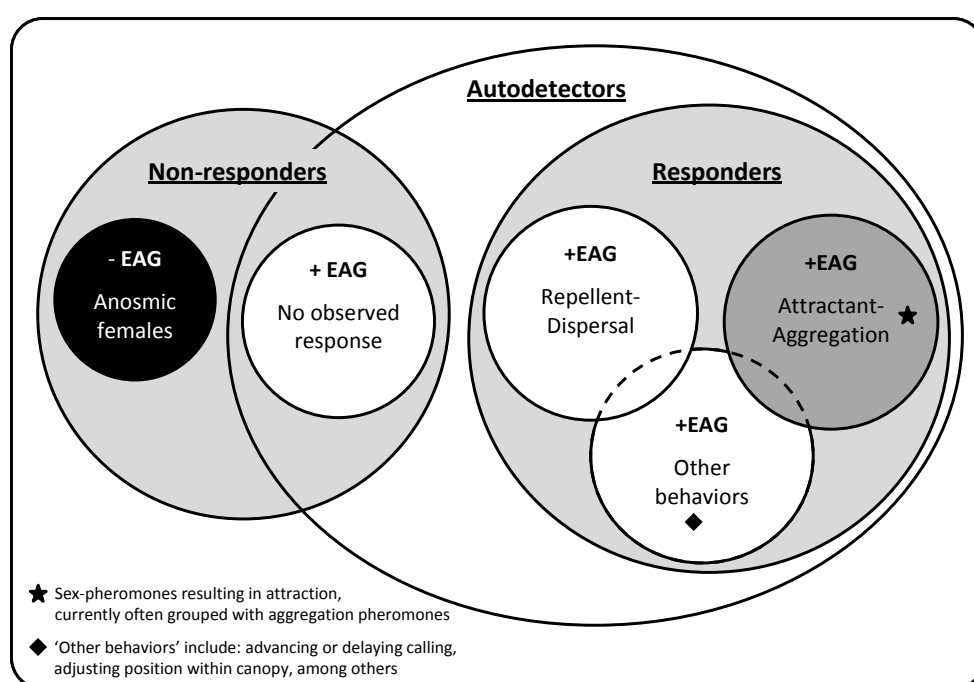 Autodetectors
Non-responders
Responders
- EAG
Anosmic
females
+ EAG
No observed
response
+EAG
Repellent-
Dispersal
+EAG
Attractant-
Aggregation
+EAG
Other
behaviors
Sex-pheromones resulting in attraction,
currently often grouped with aggregation pheromones
‘Other behaviors’ include: advancing or delaying calling,
adjusting position within canopy, among others